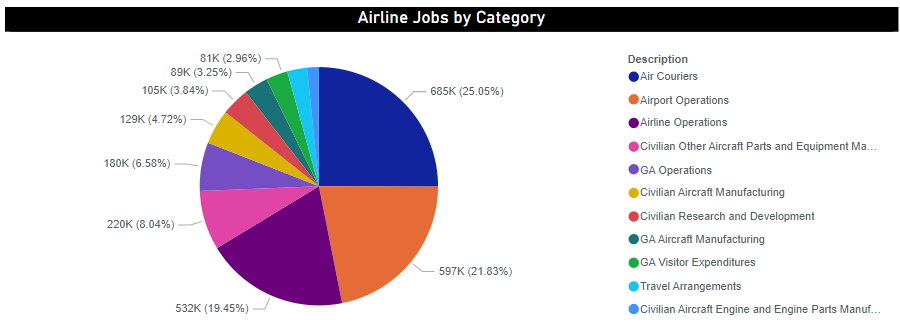 Airline Jobs by Category
81K (2.96%)
89K (3.25%)
105K (3.84%)
129K (4.72%)
180K (6.58%)
220K (8.04%)
532K (19.45%)
685K (25.05%)
597K (21.83%)
Description
Air Couriers
Airport Operations
Airline Operations
Civilian Other Aircraft Parts and Equipment Ma...
GA Operations
Civilian Aircraft Manufacturing
Civilian Research and Development
GA Aircraft Manufacturing
GA Visitor Expenditures
Travel Arrangements
Civilian Aircraft Engine and Engine Parts Manuf...